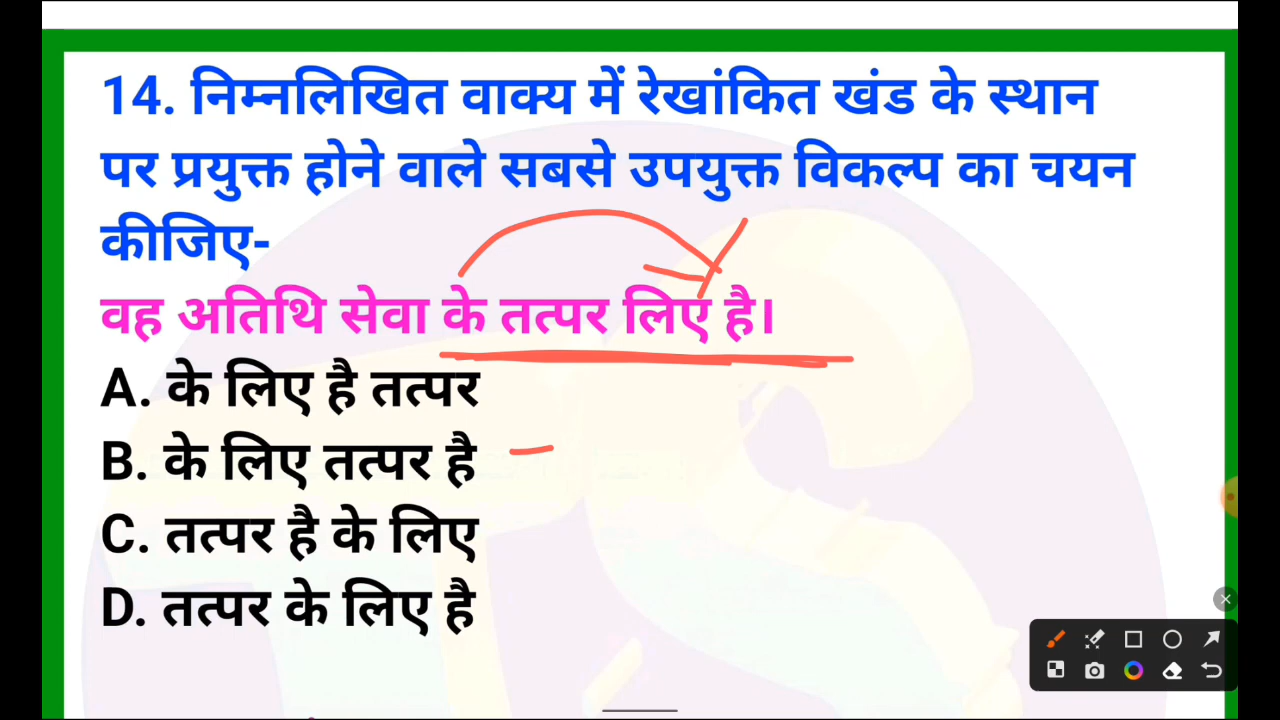 14. निम्नलिखित वाक्य में रेखांकित खंड के स्थान
पर प्रयुक्त होने वाले सबसे उपयुक्त विकल्प का चयन
कीजिए-
वह अतिथि सेवा के तत्पर लिए है।
A. के लिए है तत्पर
B. के लिए तत्पर है
C. तत्पर है के लिए
D. तत्पर के लिए है